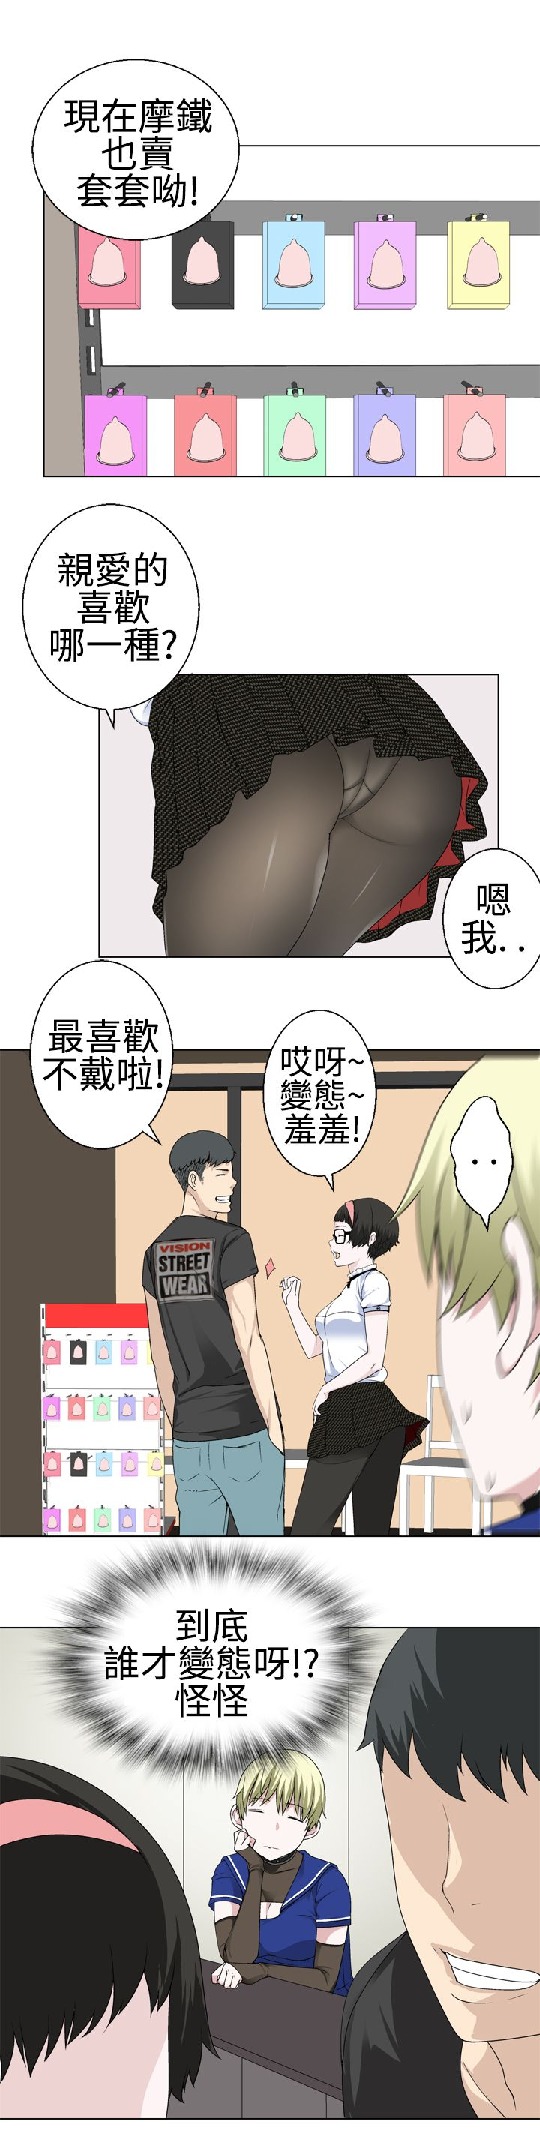 現在摩鐵
也賣
套套呦!
親愛的
喜歡
哪一種?
嗯
我..
最喜歡
不戴啦!
哎呀~
變態~
羞羞!
..
VISION
STREET
WEAR
到底
誰才變態呀!?
怪怪